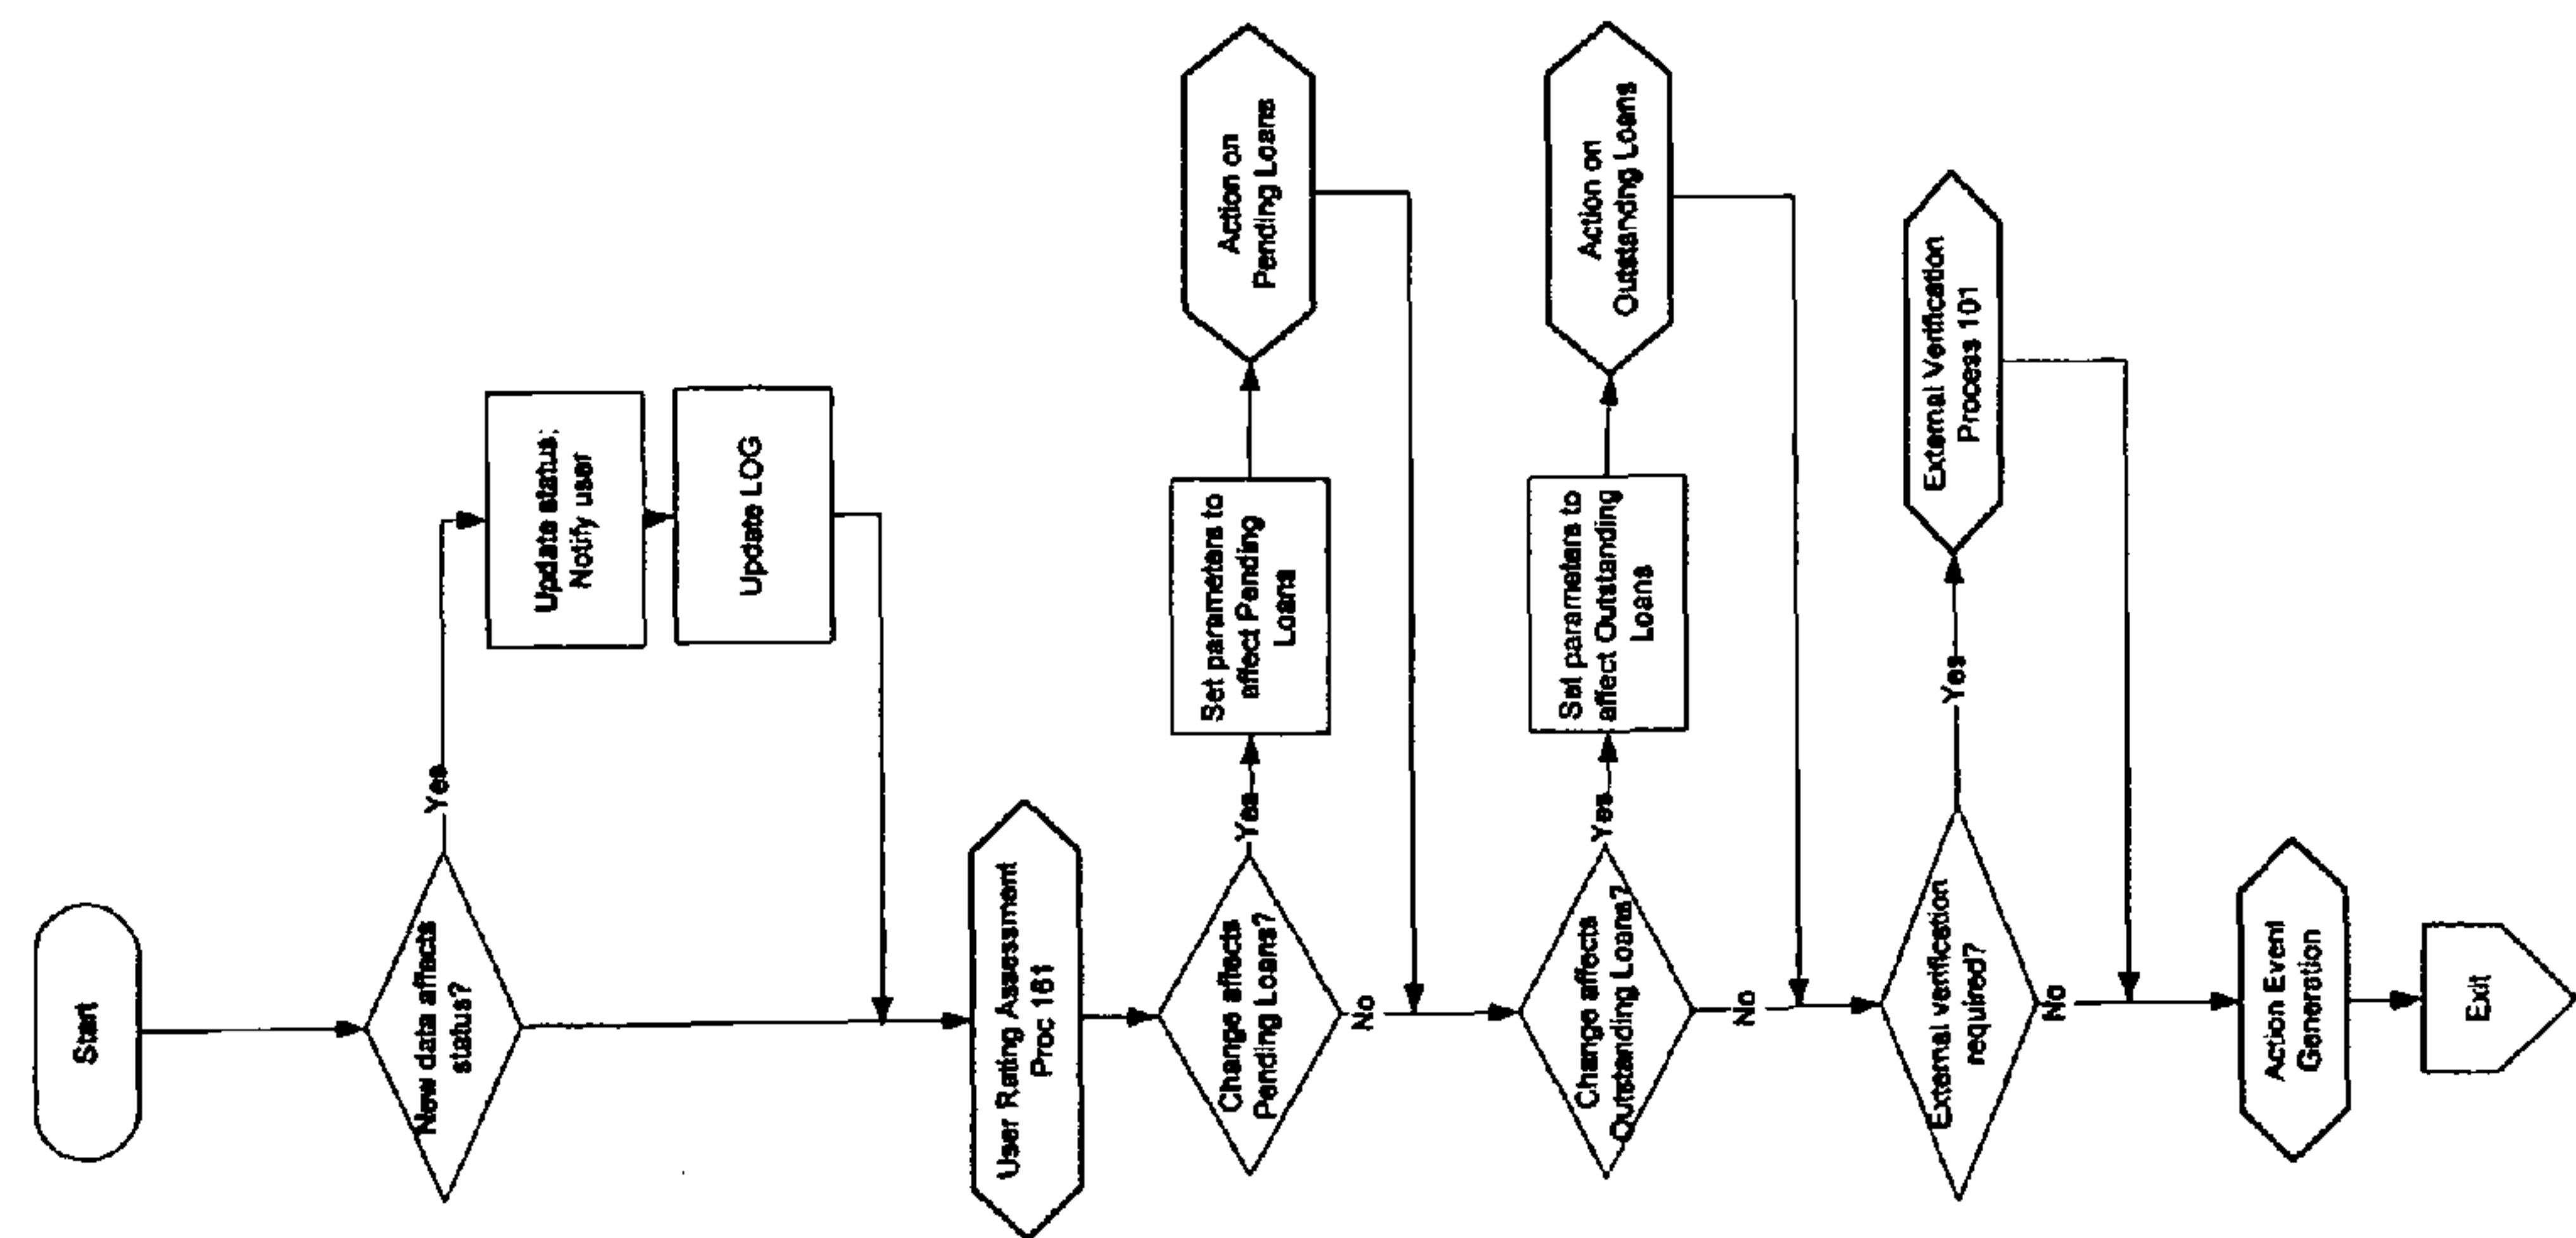 Start
New data affects
status?
Yes
Update status;
Notify user
Update LOG
User Rating Assessment
Proc 161
Change affects
Pending Loans?
Yes
Set parameters to
affect Pending
Loans
Action on
Pending Loans
No
Change affects
Outstanding Loans?
Yes
Set parameters to
affect Outstanding
Loans
Action on
Outstanding Loans
No
External verification
required?
Yes
External Verification
Process 101
No
Action Event
Generation
Exit